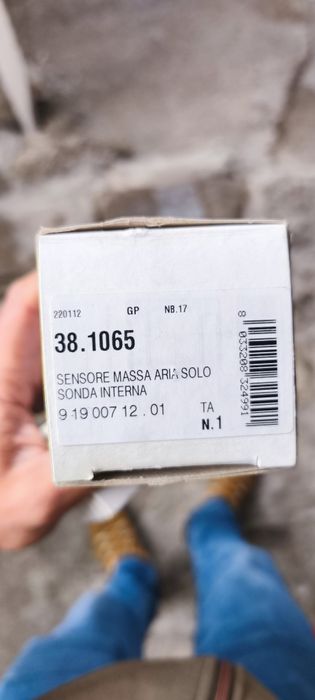 220112 GP NB.17
38.1065
SENSORE MASSA ARIA SOLO
SONDA INTERNA
9 19 007 12 . 01 TA
N. 1
8 033208 324991